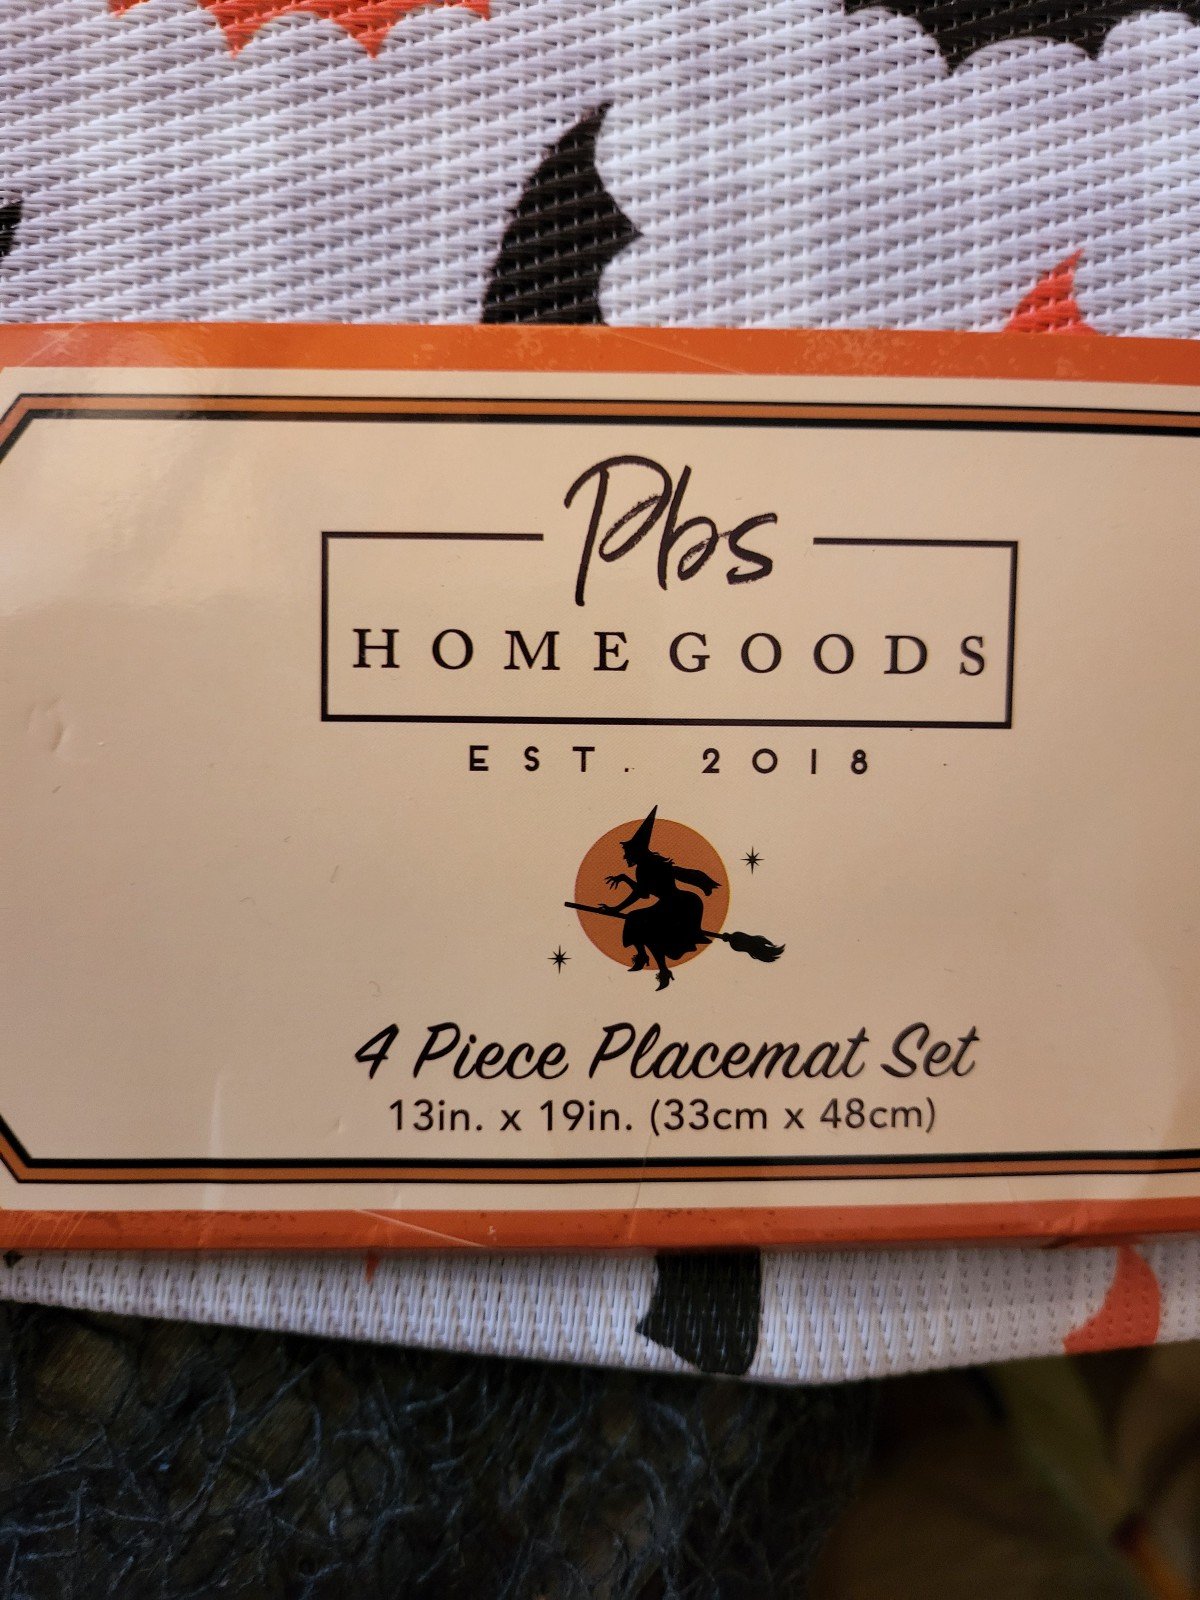 Pbs
HOMEGOODS
EST. 2018
4 Piece Placemat Set
13in. x 19in. (33cm x 48cm)